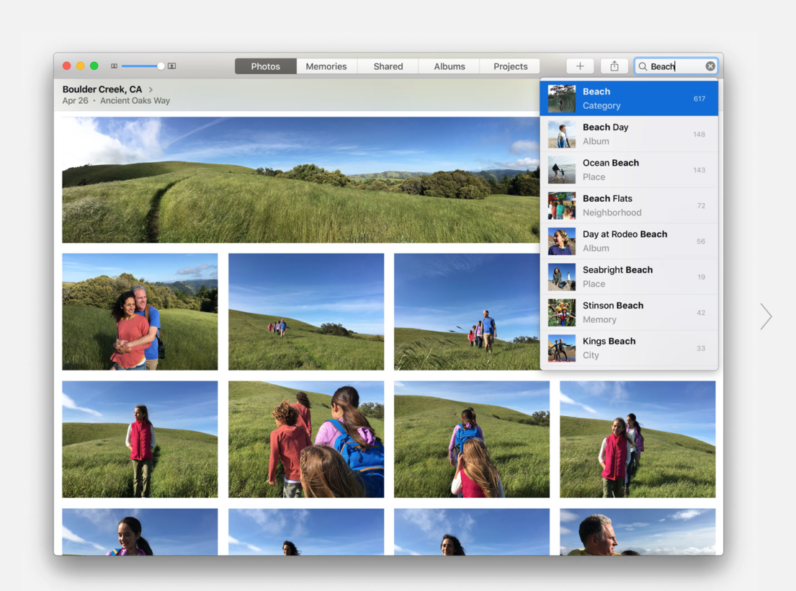 Photos Memories Shared Albums Projects
Beach
Boulder Creek, CA
Apr 26 · Ancient Oaks Way
Beach
Category
617
Beach Day
Album
148
Ocean Beach
Place
143
Beach Flats
Neighborhood
72
Day at Rodeo Beach
Album
56
Seabright Beach
Place
19
Stinson Beach
Memory
42
Kings Beach
City
33